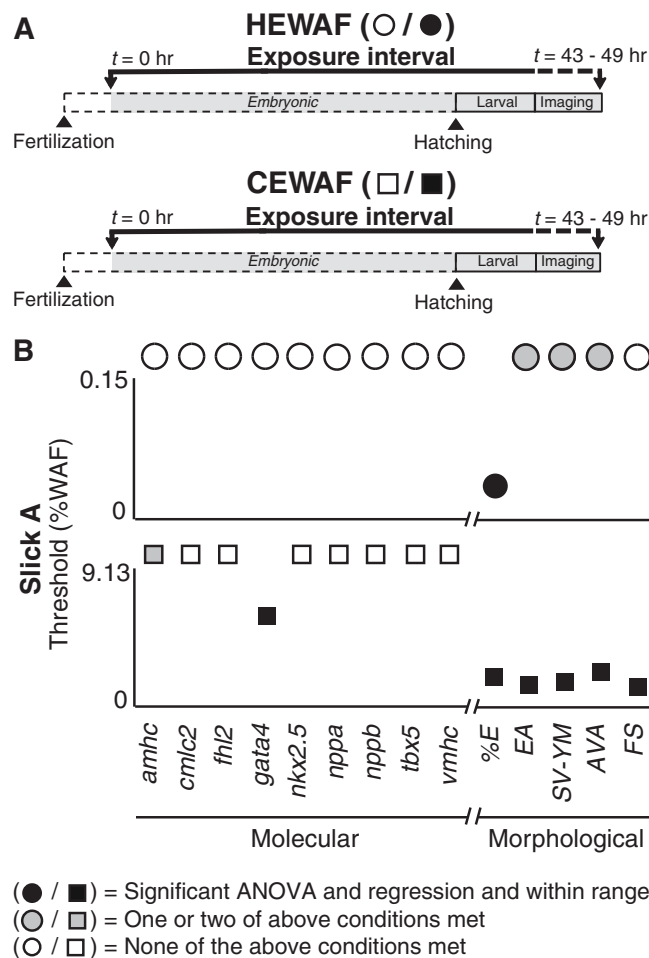 A
HEWAF (○ / ●)
Exposure interval
t = 0 hr
t = 43 - 49 hr
Embryonic
Larval
Imaging
Fertilization
Hatching
CEWAF (□ / ■)
Exposure interval
t = 0 hr
t = 43 - 49 hr
Embryonic
Larval
Imaging
Fertilization
Hatching
B
Slick A
Threshold (%WAF)
0.15
0
9.13
0
amhc
cmlc2
fhl2
gata4
nkx2.5
nppa
nppb
tbx5
vmhc
%E
EA
SV-YM
AVA
FS
Molecular
Morphological
(● / ■) = Significant ANOVA and regression and within range
(○ / □) = One or two of above conditions met
(○ / □) = None of the above conditions met